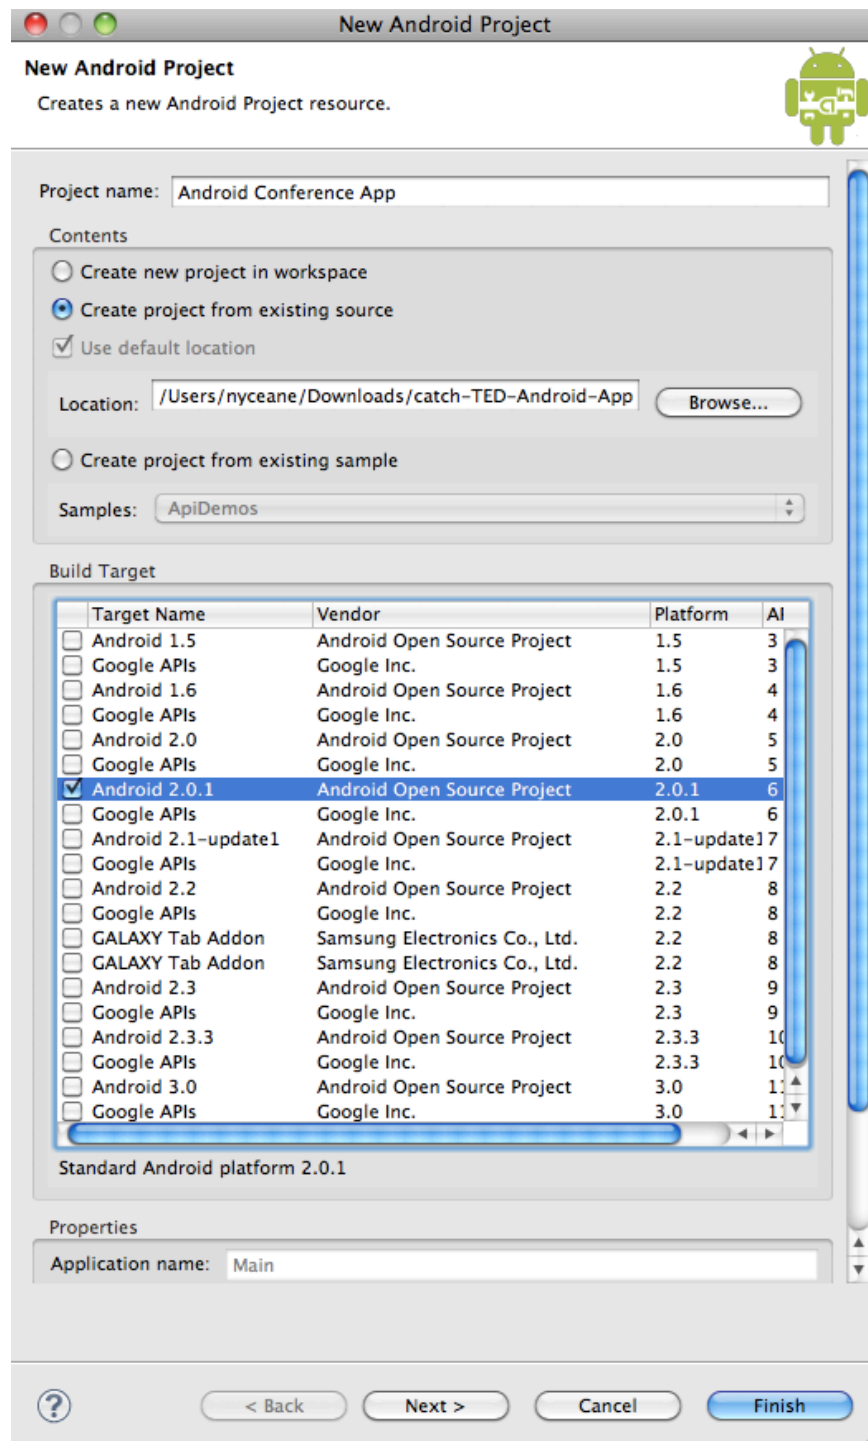 New Android Project
New Android Project
Creates a new Android Project resource.
Project name: Android Conference App
Contents
Create new project in workspace
Create project from existing source
Use default location
Location: /Users/nyceane/Downloads/catch-TED-Android-App Browse...
Create project from existing sample
Samples: ApiDemos
Build Target
Target Name Vendor Platform AI
Android 1.5 Android Open Source Project 1.5 3
Google APIs Google Inc. 1.5 3
Android 1.6 Android Open Source Project 1.6 4
Google APIs Google Inc. 1.6 4
Android 2.0 Android Open Source Project 2.0 5
Google APIs Google Inc. 2.0 5
Android 2.0.1 Android Open Source Project 2.0.1 6
Google APIs Google Inc. 2.0.1 6
Android 2.1-update1 Android Open Source Project 2.1-update1 7
Google APIs Google Inc. 2.1-update1 7
Android 2.2 Android Open Source Project 2.2 8
Google APIs Google Inc. 2.2 8
GALAXY Tab Addon Samsung Electronics Co., Ltd. 2.2 8
GALAXY Tab Addon Samsung Electronics Co., Ltd. 2.2 8
Android 2.3 Android Open Source Project 2.3 9
Google APIs Google Inc. 2.3 9
Android 2.3.3 Android Open Source Project 2.3.3 10
Google APIs Google Inc. 2.3.3 10
Android 3.0 Android Open Source Project 3.0 11
Google APIs Google Inc. 3.0 11
Standard Android platform 2.0.1
Properties
Application name: Main
? < Back Next > Cancel Finish